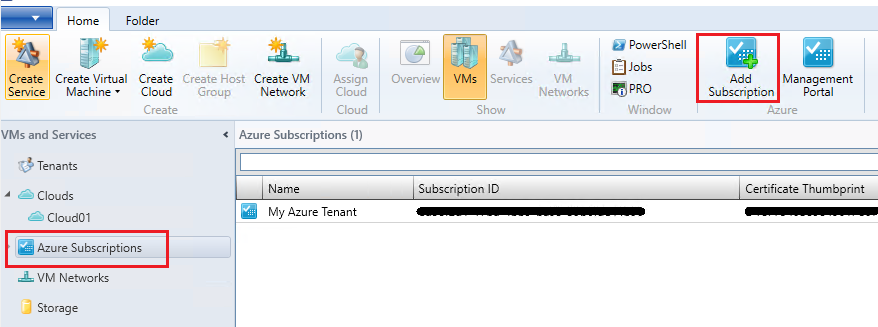 Home Folder
Create Service
Create Virtual Machine
Create Cloud
Create Host Group
Create VM Network
Create
Assign Cloud
Cloud
Overview
VMs
Services
VM Networks
Show
PowerShell
Jobs
PRO
Window
Add Subscription
Management Portal
Azure
VMs and Services
Tenants
Clouds
Cloud01
Azure Subscriptions
VM Networks
Storage
Azure Subscriptions (1)
Name Subscription ID Certificate Thumbprint
My Azure Tenant